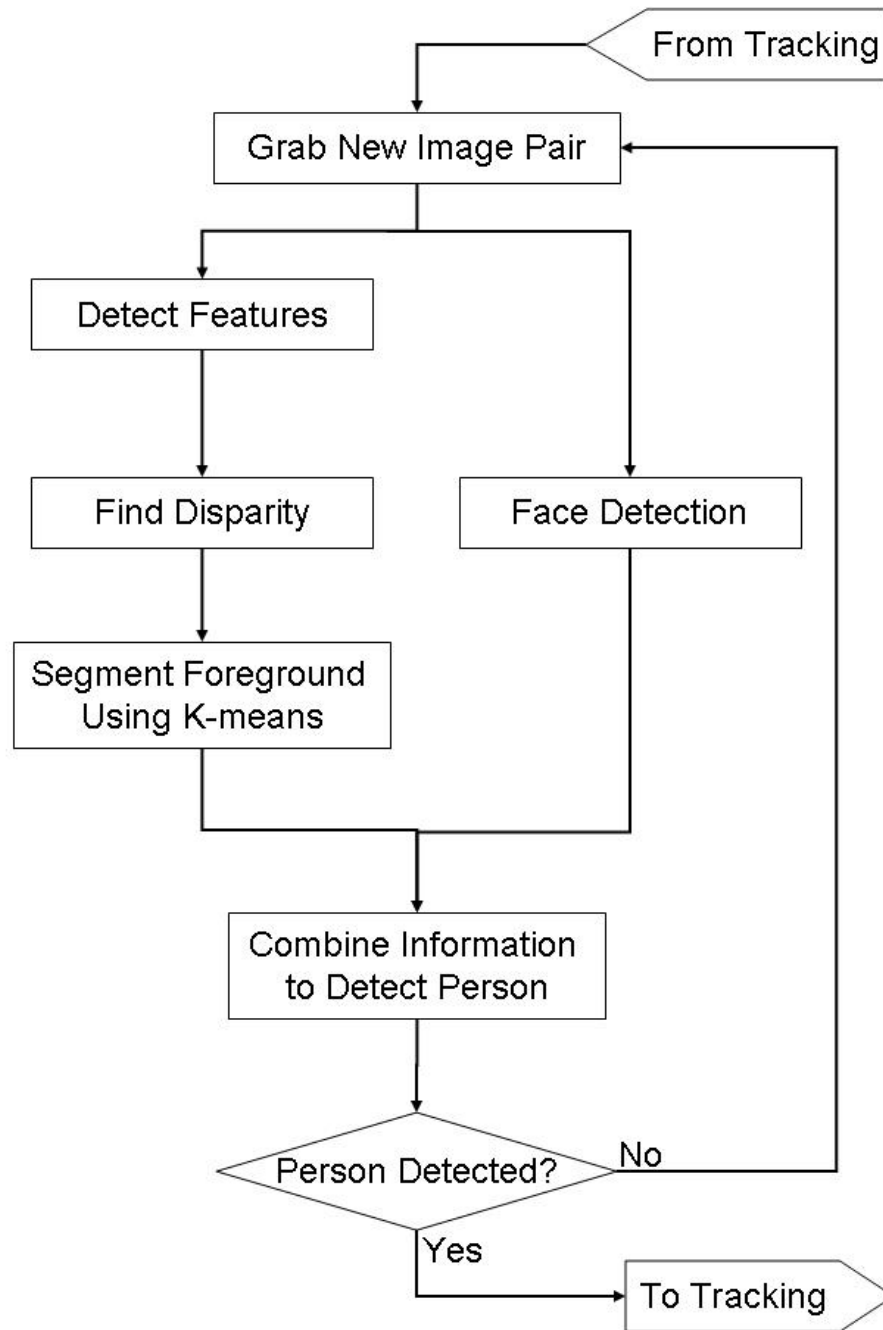 From Tracking
Grab New Image Pair
Detect Features
Find Disparity
Face Detection
Segment Foreground
Using K-means
Combine Information
to Detect Person
Person Detected?
No
Yes
To Tracking